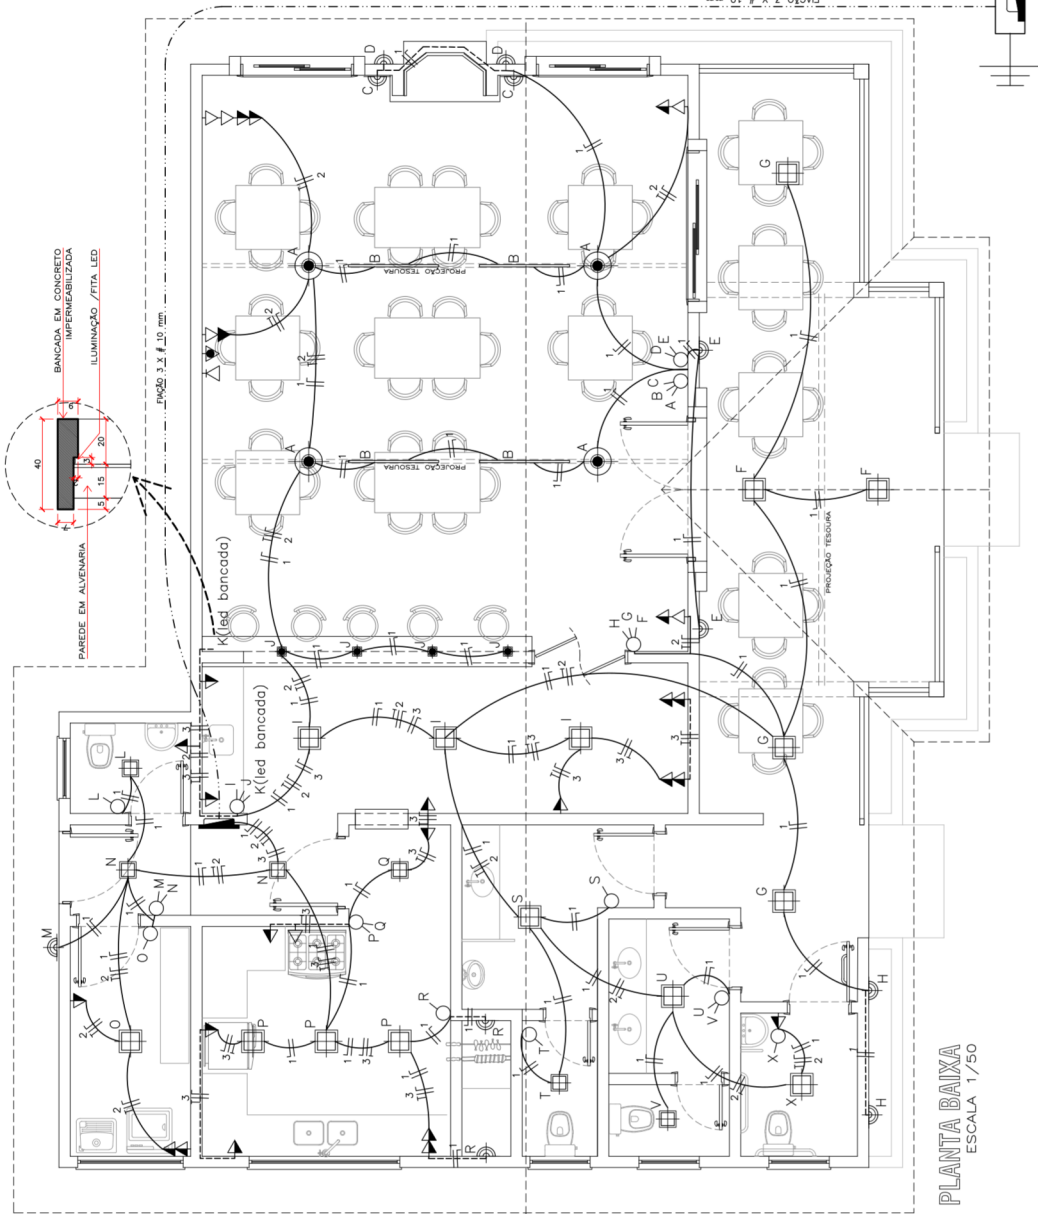 BANCADA EM CONCRETO
IMPERMEABILIZADA
ILUMINAÇÃO /FITA LED
PAREDE EM ALVENARIA
40
20
3
15
5
FIAÇÃO 3 X # 10 mm
K(led bancada)
K(led bancada)
PROJEÇÃO TESOURA
PROJEÇÃO TESOURA
PROJEÇÃO TESOURA
D
C
D
C
A
A
A
A
B
B
B
B
D E
B C
A
E
E
G
F
F
H
G
F
G
G
J
J
J
J
I
I
I
I
J
L
L
M
N
N
M
N
O
O
P
Q
Q
P
P
P
R
R
R
S
S
T
T
U
U
V
V
X
X
H
H
PLANTA BAIXA
ESCALA 1/50